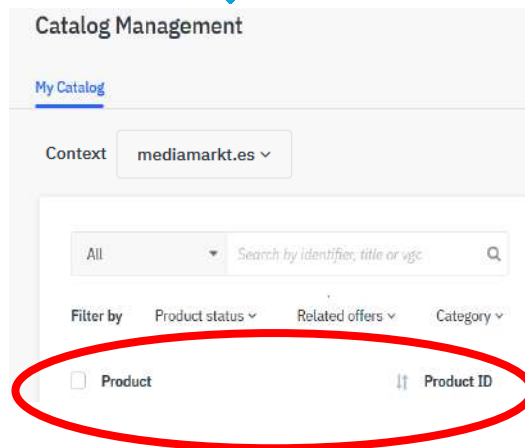 Catalog Management
My Catalog
Context mediamarkt.es
All Search by identifier, title or vgc
Filter by Product status Related offers Category
Product Product ID